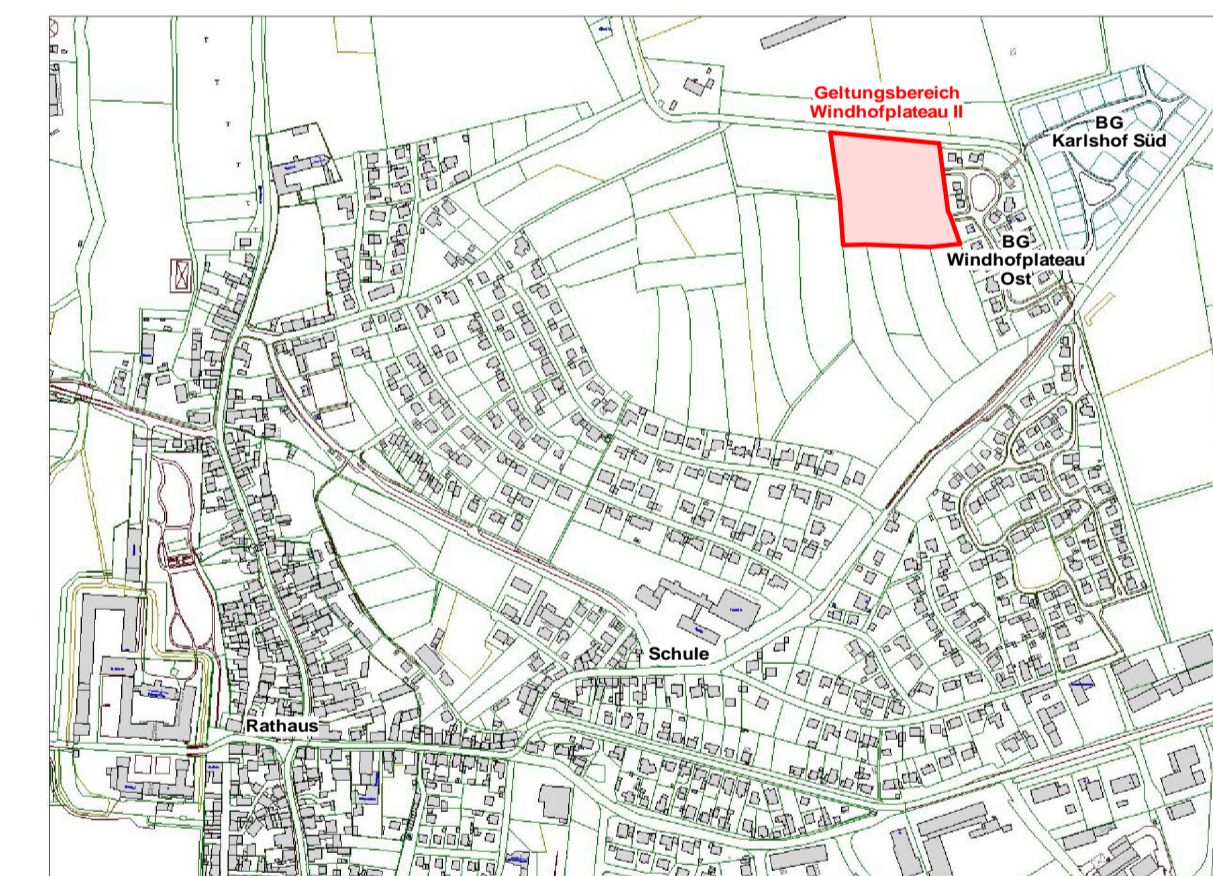 Geltungsbereich
Windhofplateau II
BG
Karlshof Süd
BG
Windhofplateau
Ost
Schule
Rathaus